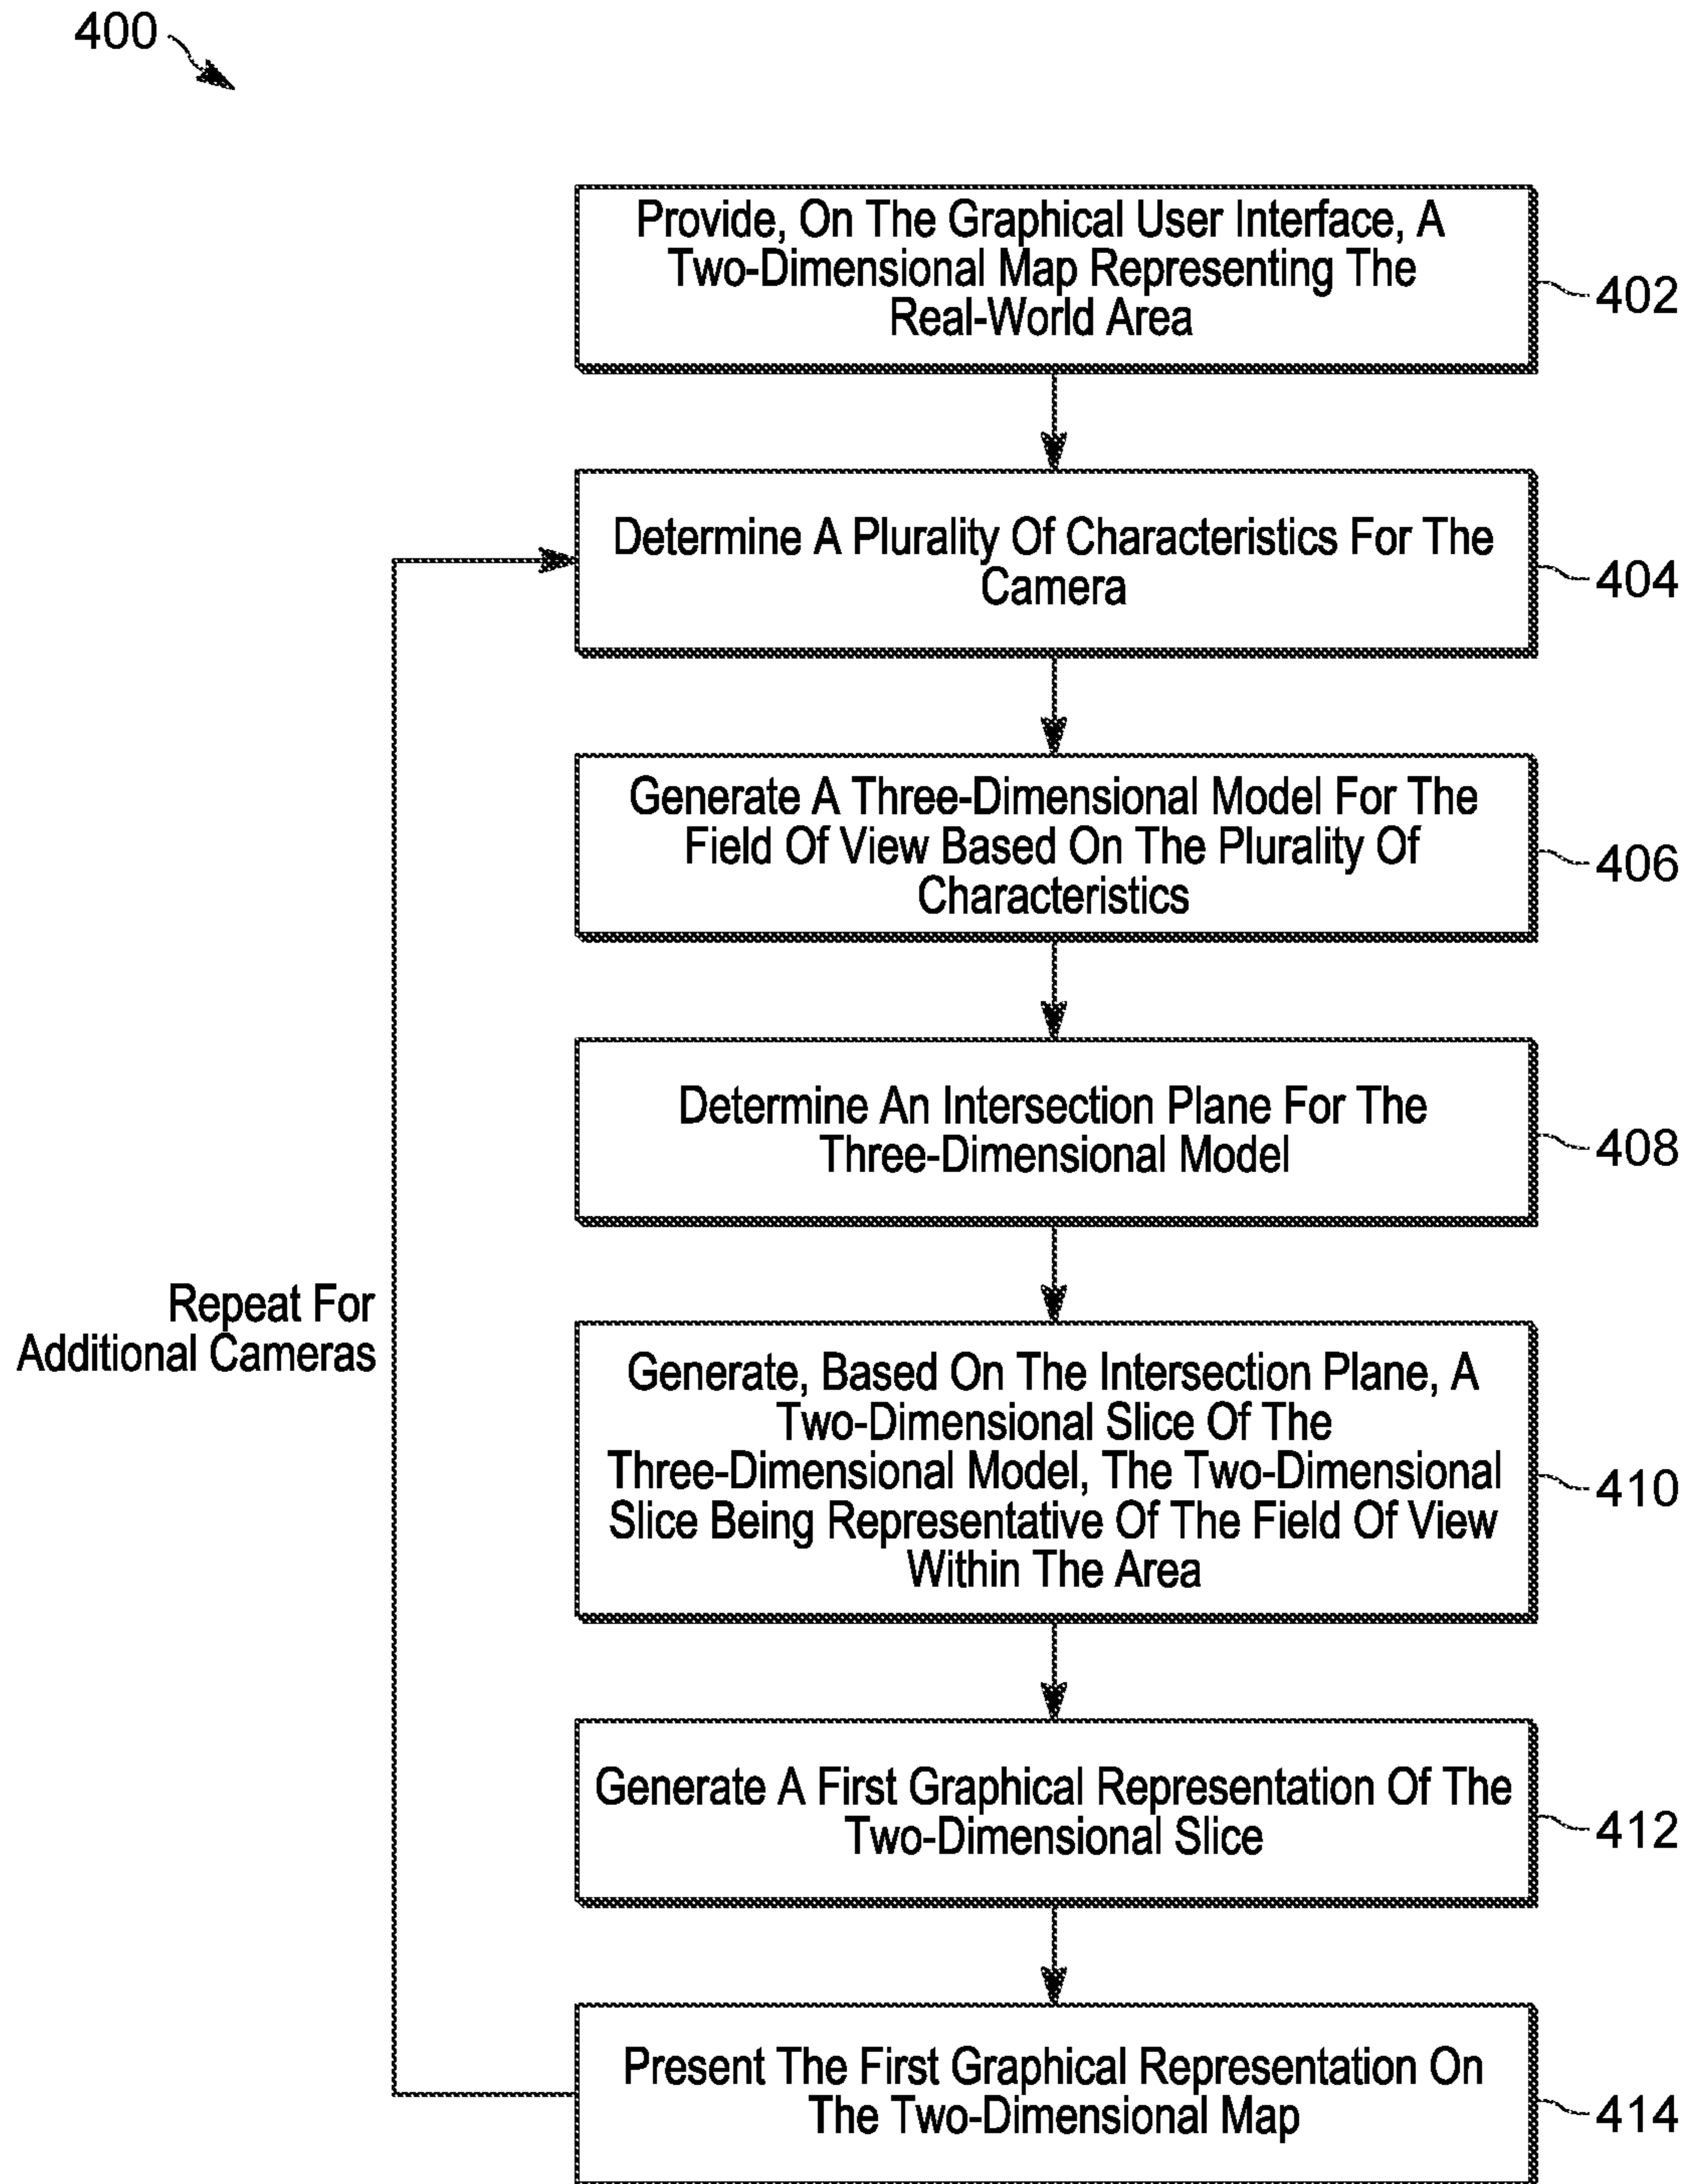 400
Provide, On The Graphical User Interface, A
Two-Dimensional Map Representing The
Real-World Area
402
Determine A Plurality Of Characteristics For The
Camera
404
Generate A Three-Dimensional Model For The
Field Of View Based On The Plurality Of
Characteristics
406
Determine An Intersection Plane For The
Three-Dimensional Model
408
Repeat For
Additional Cameras
Generate, Based On The Intersection Plane, A
Two-Dimensional Slice Of The
Three-Dimensional Model, The Two-Dimensional
Slice Being Representative Of The Field Of View
Within The Area
410
Generate A First Graphical Representation Of The
Two-Dimensional Slice
412
Present The First Graphical Representation On
The Two-Dimensional Map
414